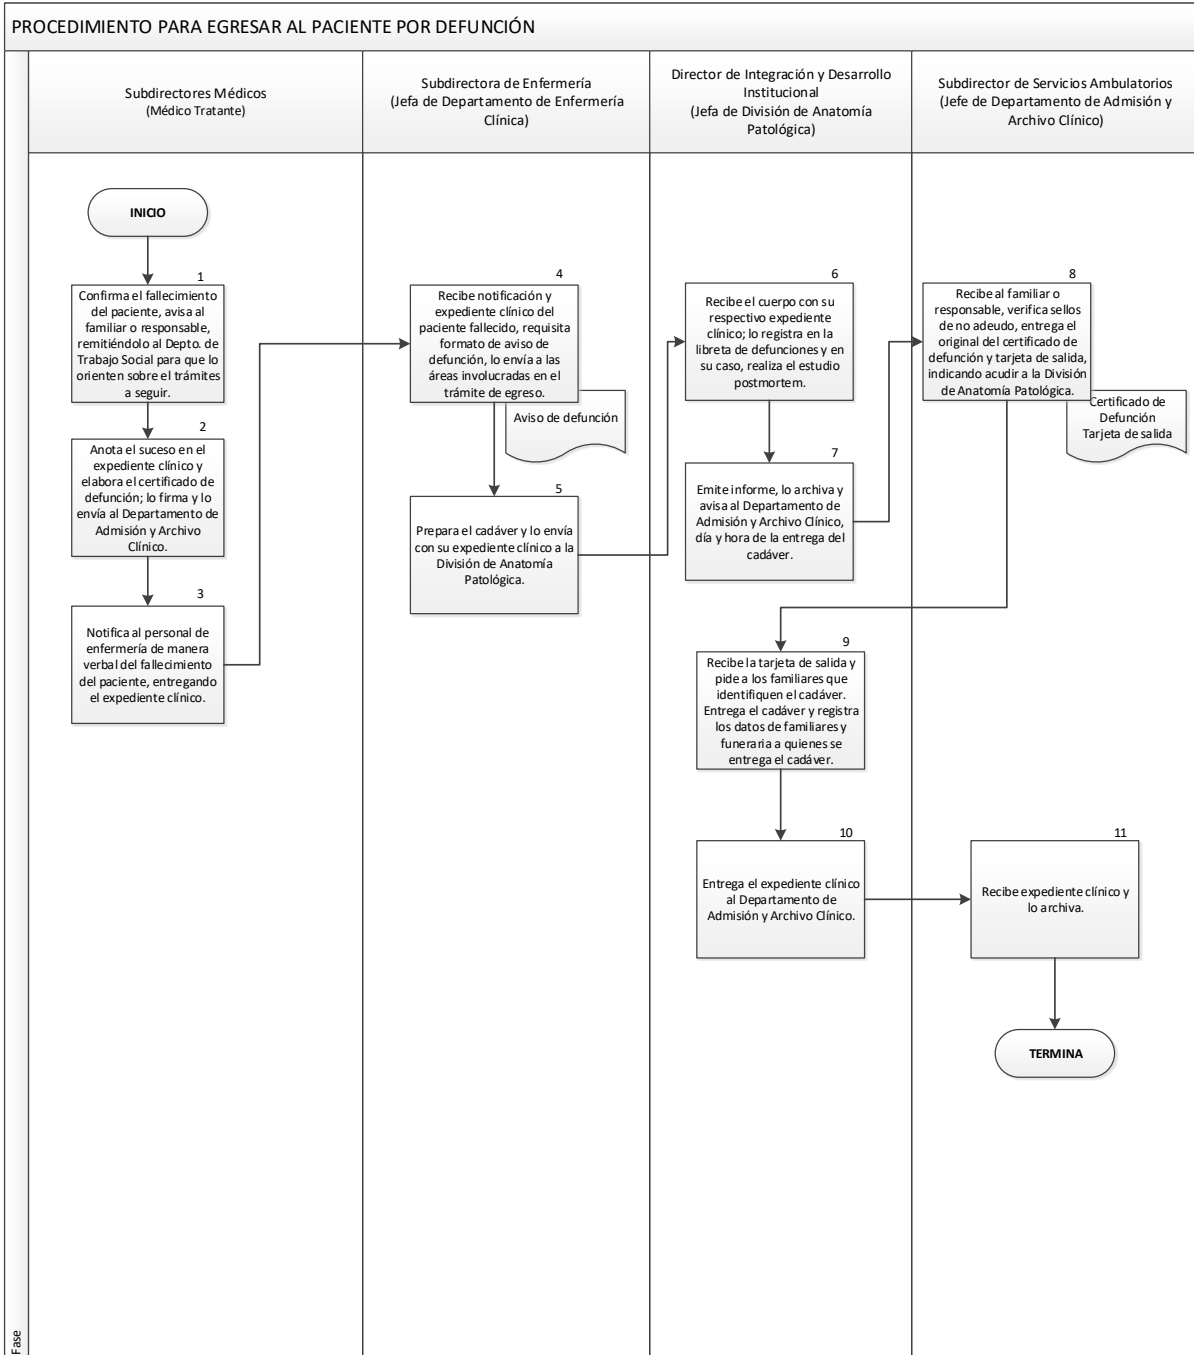 PROCEDIMIENTO PARA EGRESAR AL PACIENTE POR DEFUNCIÓN
Subdirectores Médicos
(Médico Tratante)
Subdirectora de Enfermería
(Jefa de Departamento de Enfermería
Clínica)
Director de Integración y Desarrollo
Institucional
(Jefa de División de Anatomía
Patológica)
Subdirector de Servicios Ambulatorios
(Jefe de Departamento de Admisión y
Archivo Clínico)
INICIO
1
Confirma el fallecimiento
del paciente, avisa al
familiar o responsable,
remitiéndolo al Depto. de
Trabajo Social para que lo
orienten sobre el trámites
a seguir.
2
Anota el suceso en el
expediente clínico y
elabora el certificado de
defunción; lo firma y lo
envía al Departamento de
Admisión y Archivo
Clínico.
3
Notifica al personal de
enfermería de manera
verbal del fallecimiento
del paciente, entregando
el expediente clínico.
4
Recibe notificación y
expediente clínico del
paciente fallecido, requisita
formato de aviso de
defunción, lo envía a las
áreas involucradas en el
trámite de egreso.
Aviso de defunción
5
Prepara el cadáver y lo envía
con su expediente clínico a la
División de Anatomía
Patológica.
6
Recibe el cuerpo con su
respectivo expediente
clínico; lo registra en la
libreta de defunciones y en
su caso, realiza el estudio
postmortem.
7
Emite informe, lo archiva y
avisa al Departamento de
Admisión y Archivo Clínico,
día y hora de la entrega del
cadáver.
8
Recibe al familiar o
responsable, verifica sellos
de no adeudo, entrega el
original del certificado de
defunción y tarjeta de salida,
indicando acudir a la División
de Anatomía Patológica.
Certificado de
Defunción
Tarjeta de salida
9
Recibe la tarjeta de salida y
pide a los familiares que
identifiquen el cadáver.
Entrega el cadáver y registra
los datos de familiares y
funeraria a quienes se
entrega el cadáver.
10
Entrega el expediente clínico
al Departamento de
Admisión y Archivo Clínico.
11
Recibe expediente clínico y
lo archiva.
TERMINA
Fase